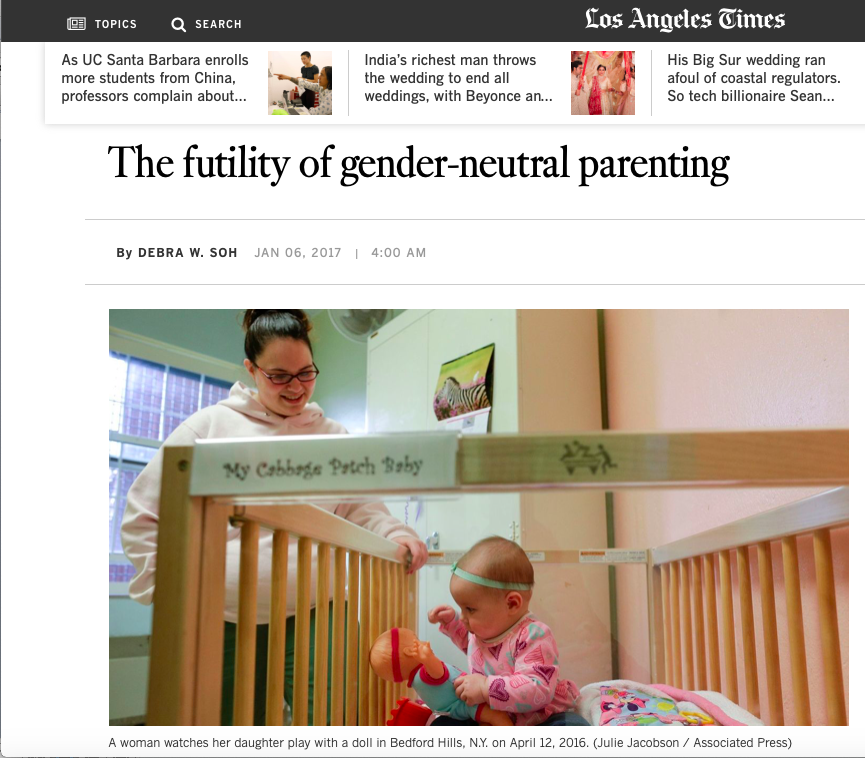 TOPICS
SEARCH
Los Angeles Times
As UC Santa Barbara enrolls
more students from China,
professors complain about...
India's richest man throws
the wedding to end all
weddings, with Beyonce an...
His Big Sur wedding ran
afoul of coastal regulators.
So tech billionaire Sean...
The futility of gender-neutral parenting
By DEBRA W. SOH JAN 06, 2017 | 4:00 AM
My Cabbage Patch Baby
A woman watches her daughter play with a doll in Bedford Hills, N.Y. on April 12, 2016. (Julie Jacobson / Associated Press)